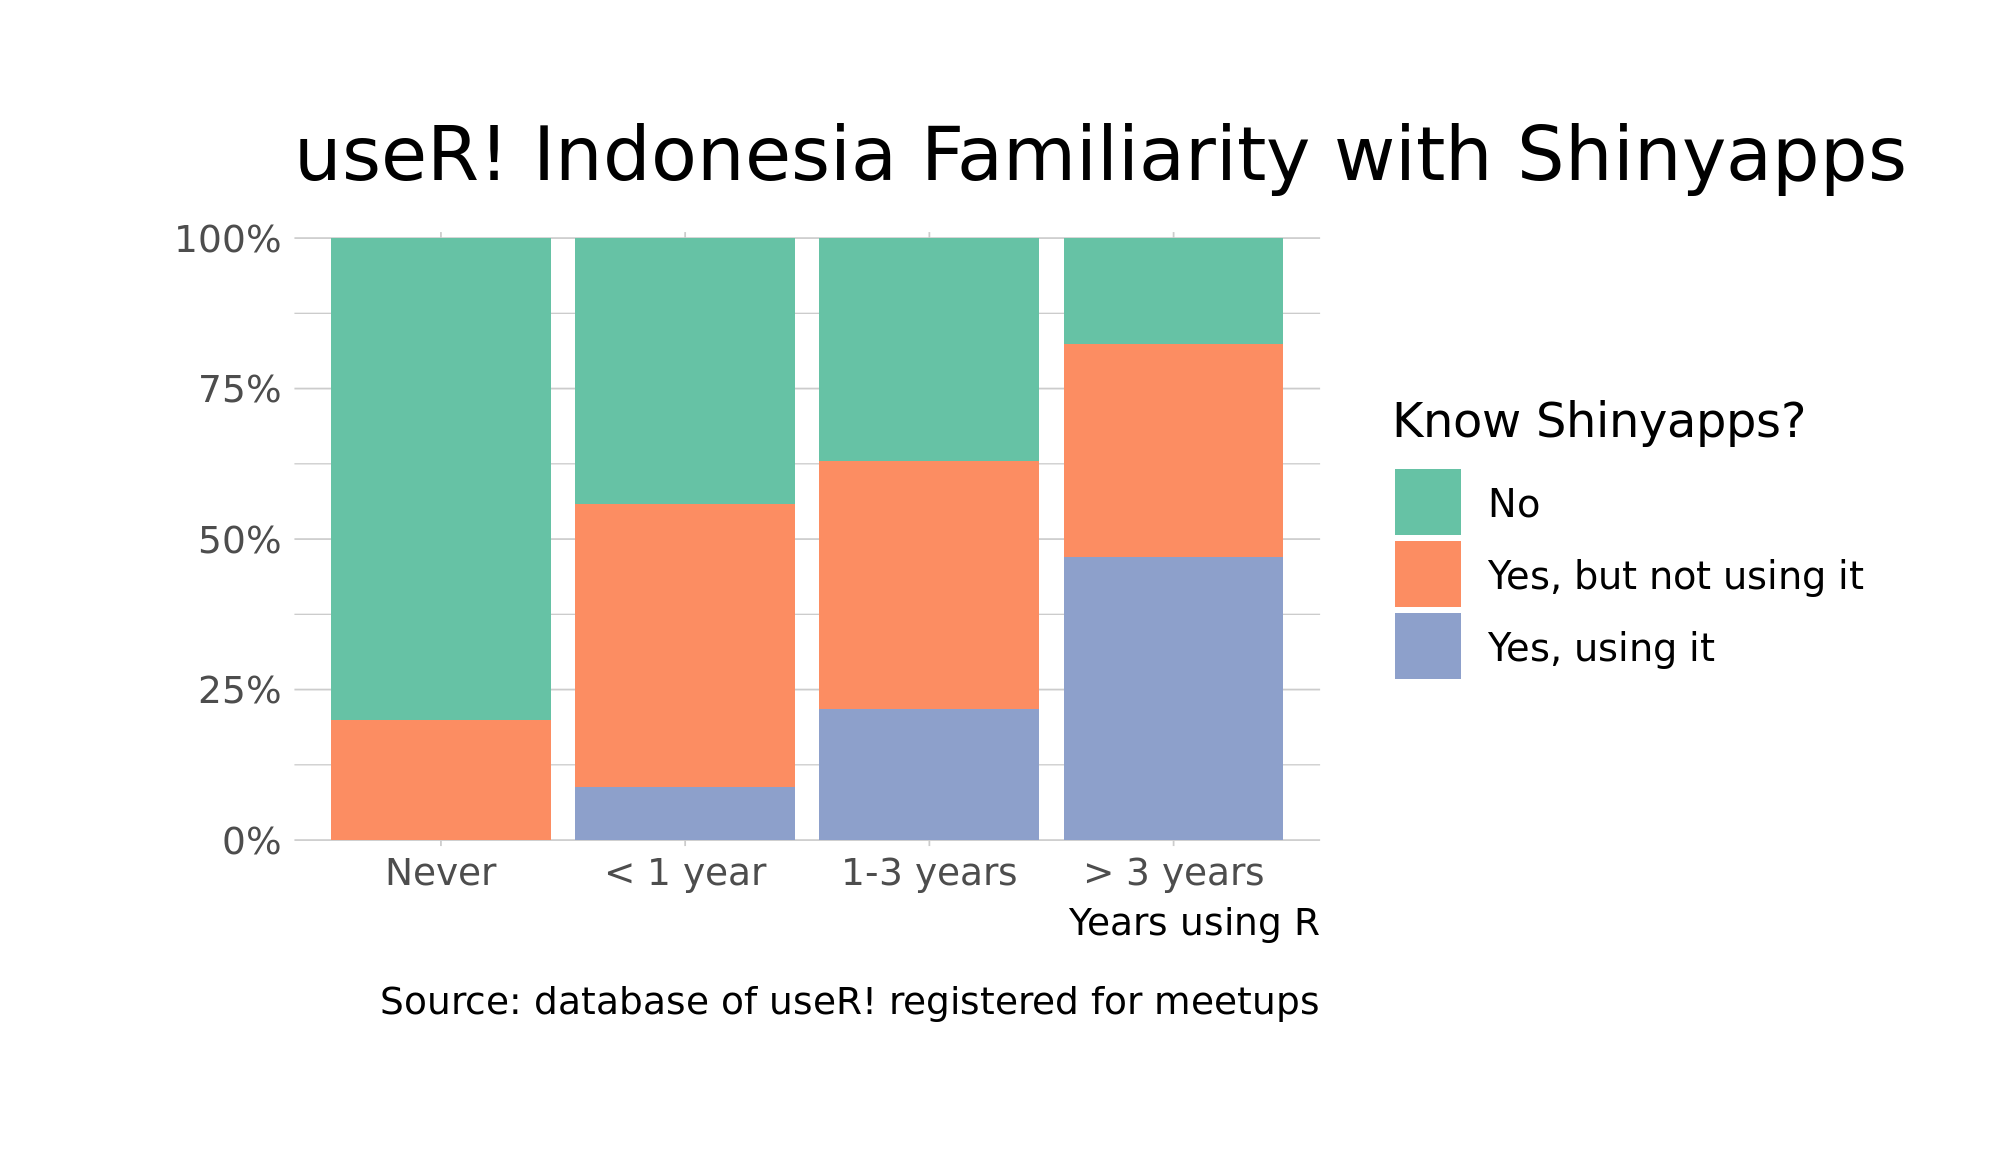 useR! Indonesia Familiarity with Shinyapps
100%
75%
50%
25%
0%
Never
< 1 year
1-3 years
> 3 years
Years using R
Know Shinyapps?
No
Yes, but not using it
Yes, using it
Source: database of useR! registered for meetups